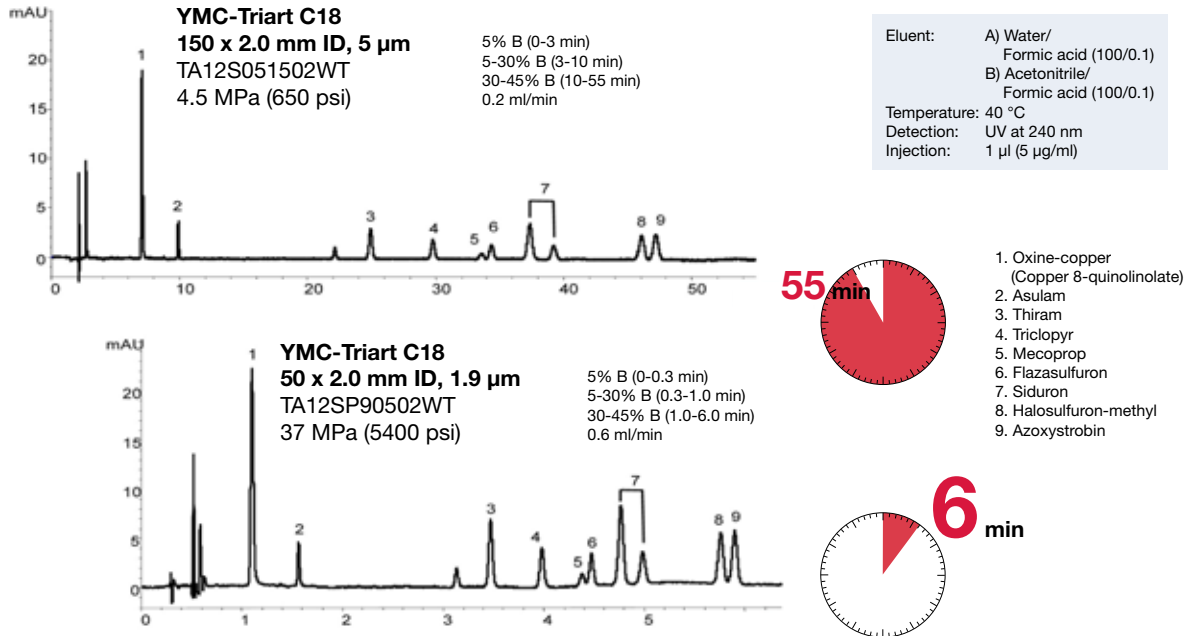 mAU
YMC-Triart C18
150 x 2.0 mm ID, 5 µm
TA12S051502WT
4.5 MPa (650 psi)
5% B (0-3 min)
5-30% B (3-10 min)
30-45% B (10-55 min)
0.2 ml/min
20
15
10
5
0
1
2
3
4
5
6
7
8
9
0 10 20 30 40 50
Eluent: A) Water/
Formic acid (100/0.1)
B) Acetonitrile/
Formic acid (100/0.1)
Temperature: 40 °C
Detection: UV at 240 nm
Injection: 1 µl (5 µg/ml)
55 min
1. Oxine-copper
(Copper 8-quinolinolate)
2. Asulam
3. Thiram
4. Triclopyr
5. Mecoprop
6. Flazasulfuron
7. Siduron
8. Halosulfuron-methyl
9. Azoxystrobin
mAU
YMC-Triart C18
50 x 2.0 mm ID, 1.9 µm
TA12SP90502WT
37 MPa (5400 psi)
5% B (0-0.3 min)
5-30% B (0.3-1.0 min)
30-45% B (1.0-6.0 min)
0.6 ml/min
20
15
10
5
0
1
2
3
4
5
6
7
8
9
0 1 2 3 4 5
6 min